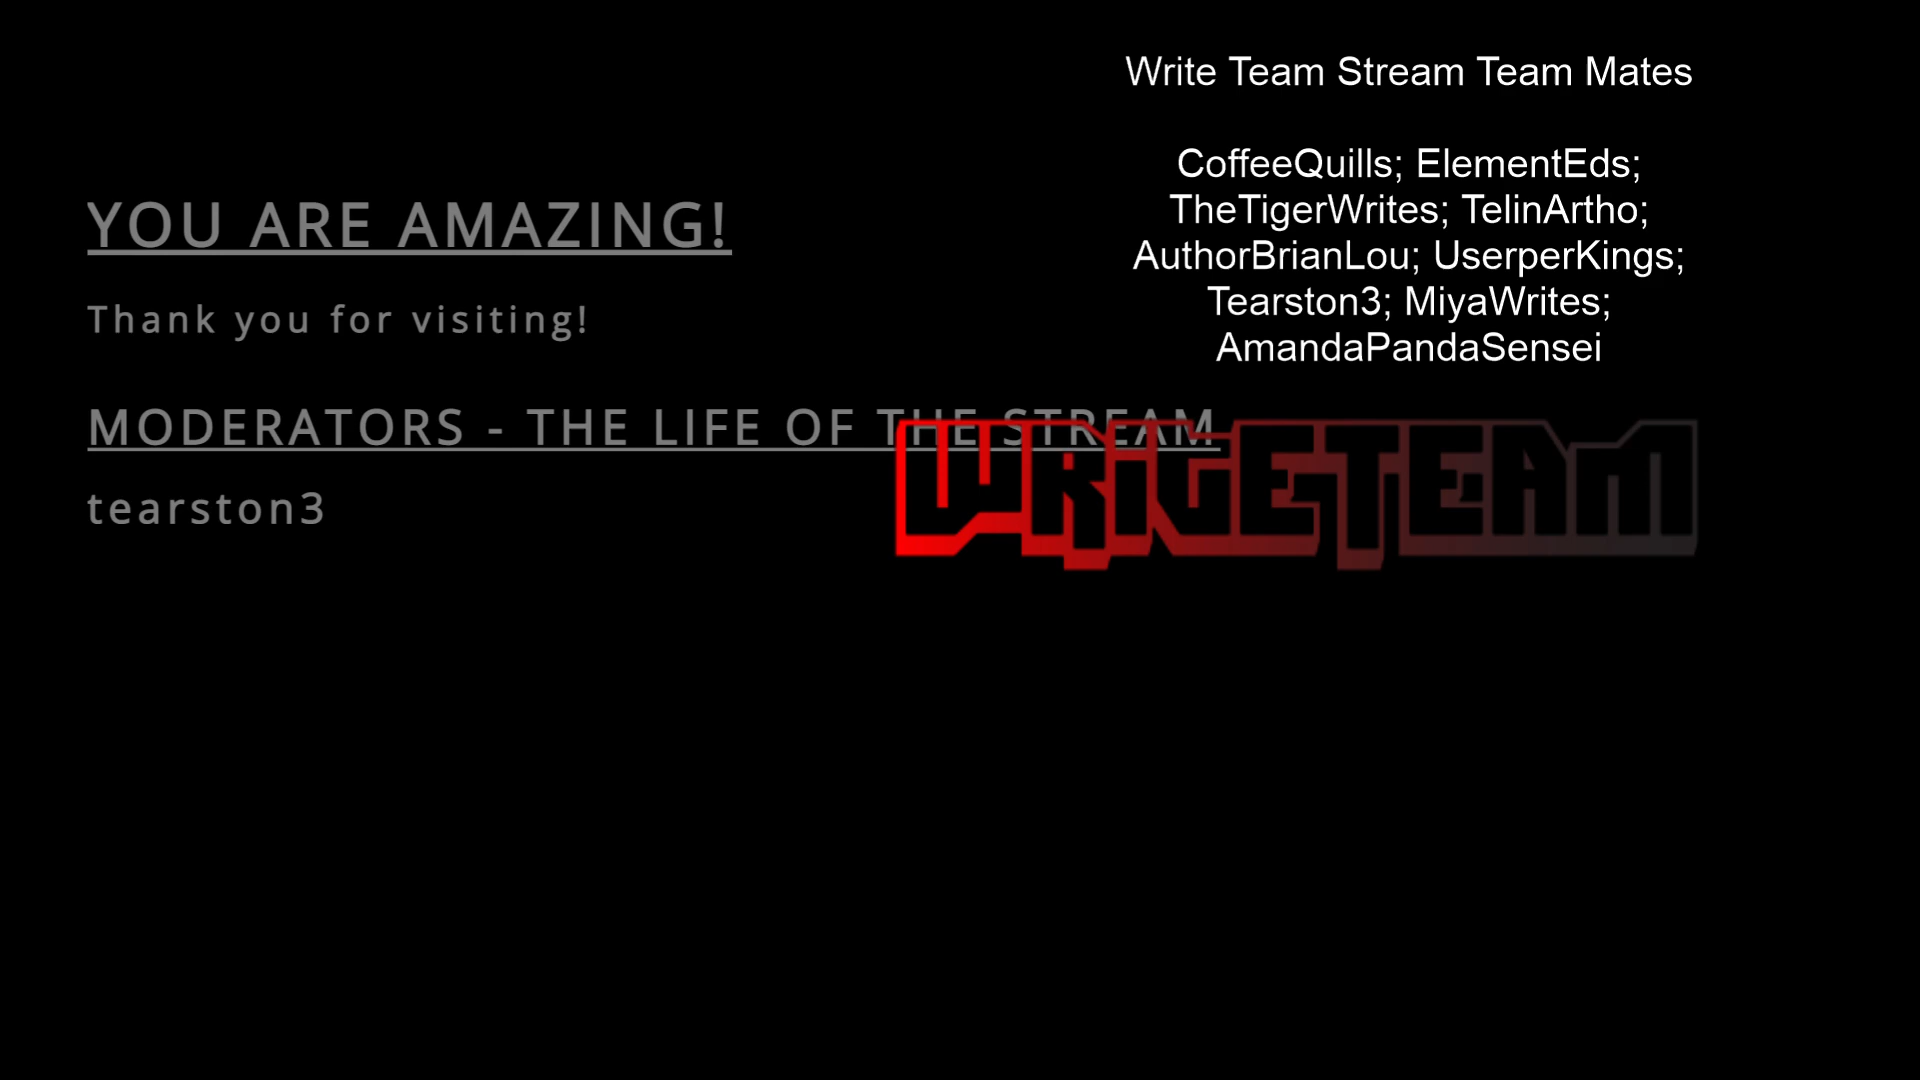 Write Team Stream Team Mates
CoffeeQuills; ElementEds;
TheTigerWrites; TelinArtho;
AuthorBrianLou; UserperKings;
Tearston3; MiyaWrites;
AmandaPandaSensei
YOU ARE AMAZING!
Thank you for visiting!
MODERATORS - THE LIFE OF THE STREAM
tearston3
WRiTETEAM